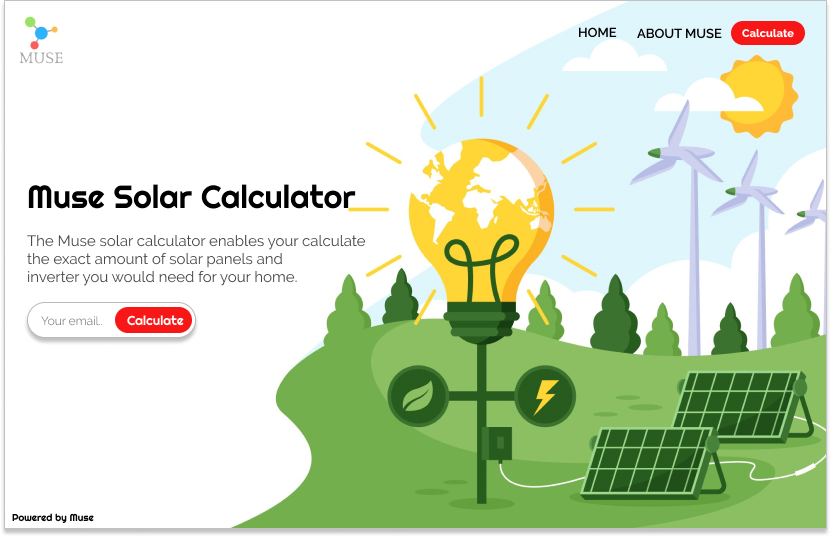 MUSE
HOME
ABOUT MUSE
Calculate
Muse Solar Calculator
The Muse solar calculator enables your calculate
the exact amount of solar panels and
inverter you would need for your home.
Your email.
Calculate
Powered by Muse